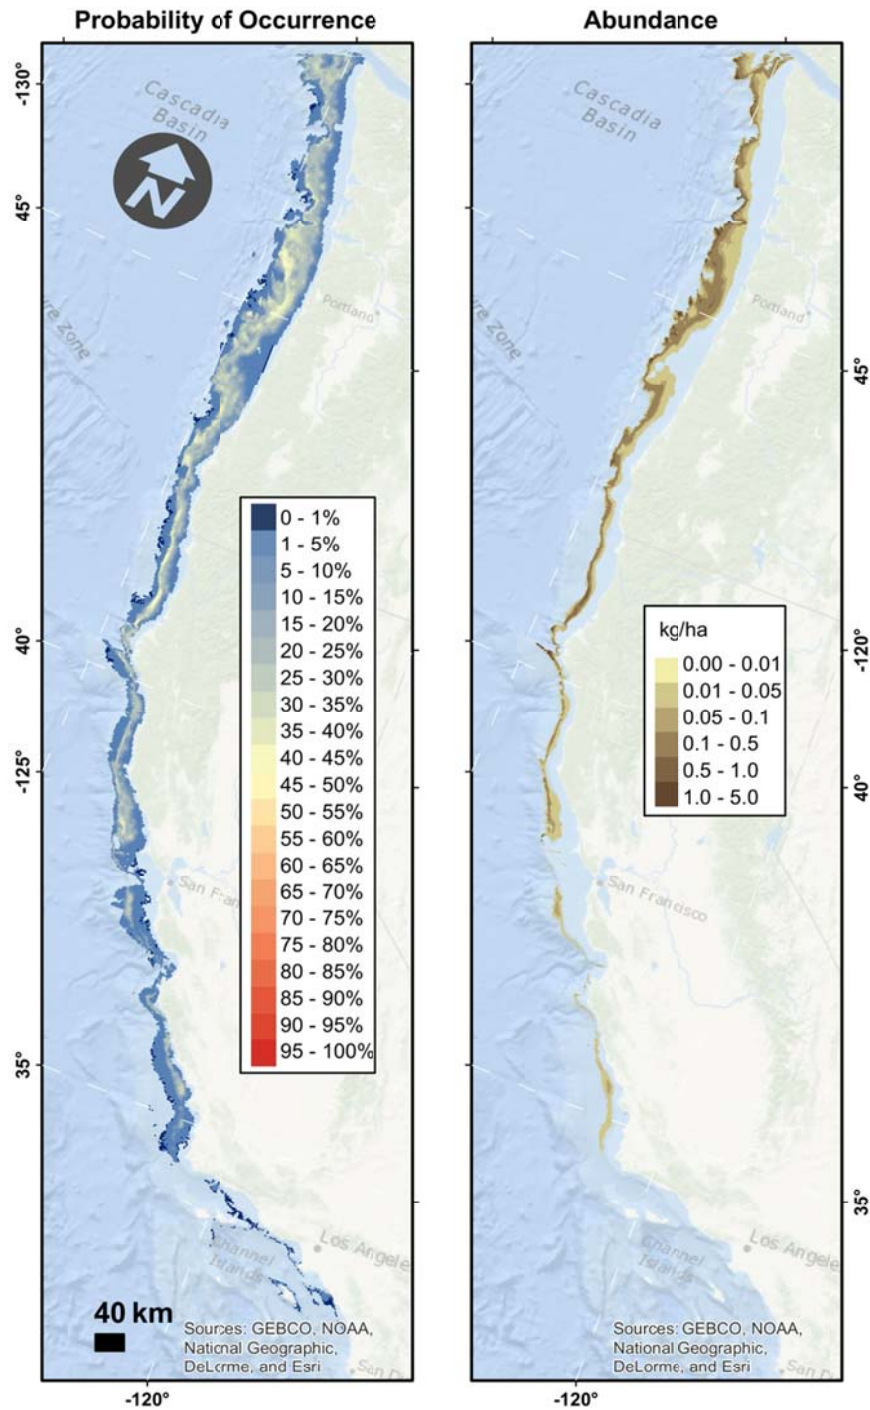 Probability of Occurrence
Abundance
-130°
45°
40°
-125°
35°
-120°
Cascadia
Basin
N
Zone
Portland
San
0 - 1%
1 - 5%
5 - 10%
10 - 15%
15 - 20%
20 - 25%
25 - 30%
30 - 35%
35 - 40%
40 - 45%
45 - 50%
50 - 55%
55 - 60%
60 - 65%
65 - 70%
70 - 75%
75 - 80%
80 - 85%
85 - 90%
90 - 95%
95 - 100%
Channel
Islands
Los Angele
San D
40 km
Sources: GEBCO, NOAA,
National Geographic,
DeLorme, and Esri
Cascadia
Basin
Zone
Portland
45°
-120°
40°
35°
-120°
kg/ha
0.00 - 0.01
0.01 - 0.05
0.05 - 0.1
0.1 - 0.5
0.5 - 1.0
1.0 - 5.0
San Francisco
Los Angele
Channel
Islands
San D
Sources: GEBCO, NOAA,
National Geographic,
DeLorme, and Esri